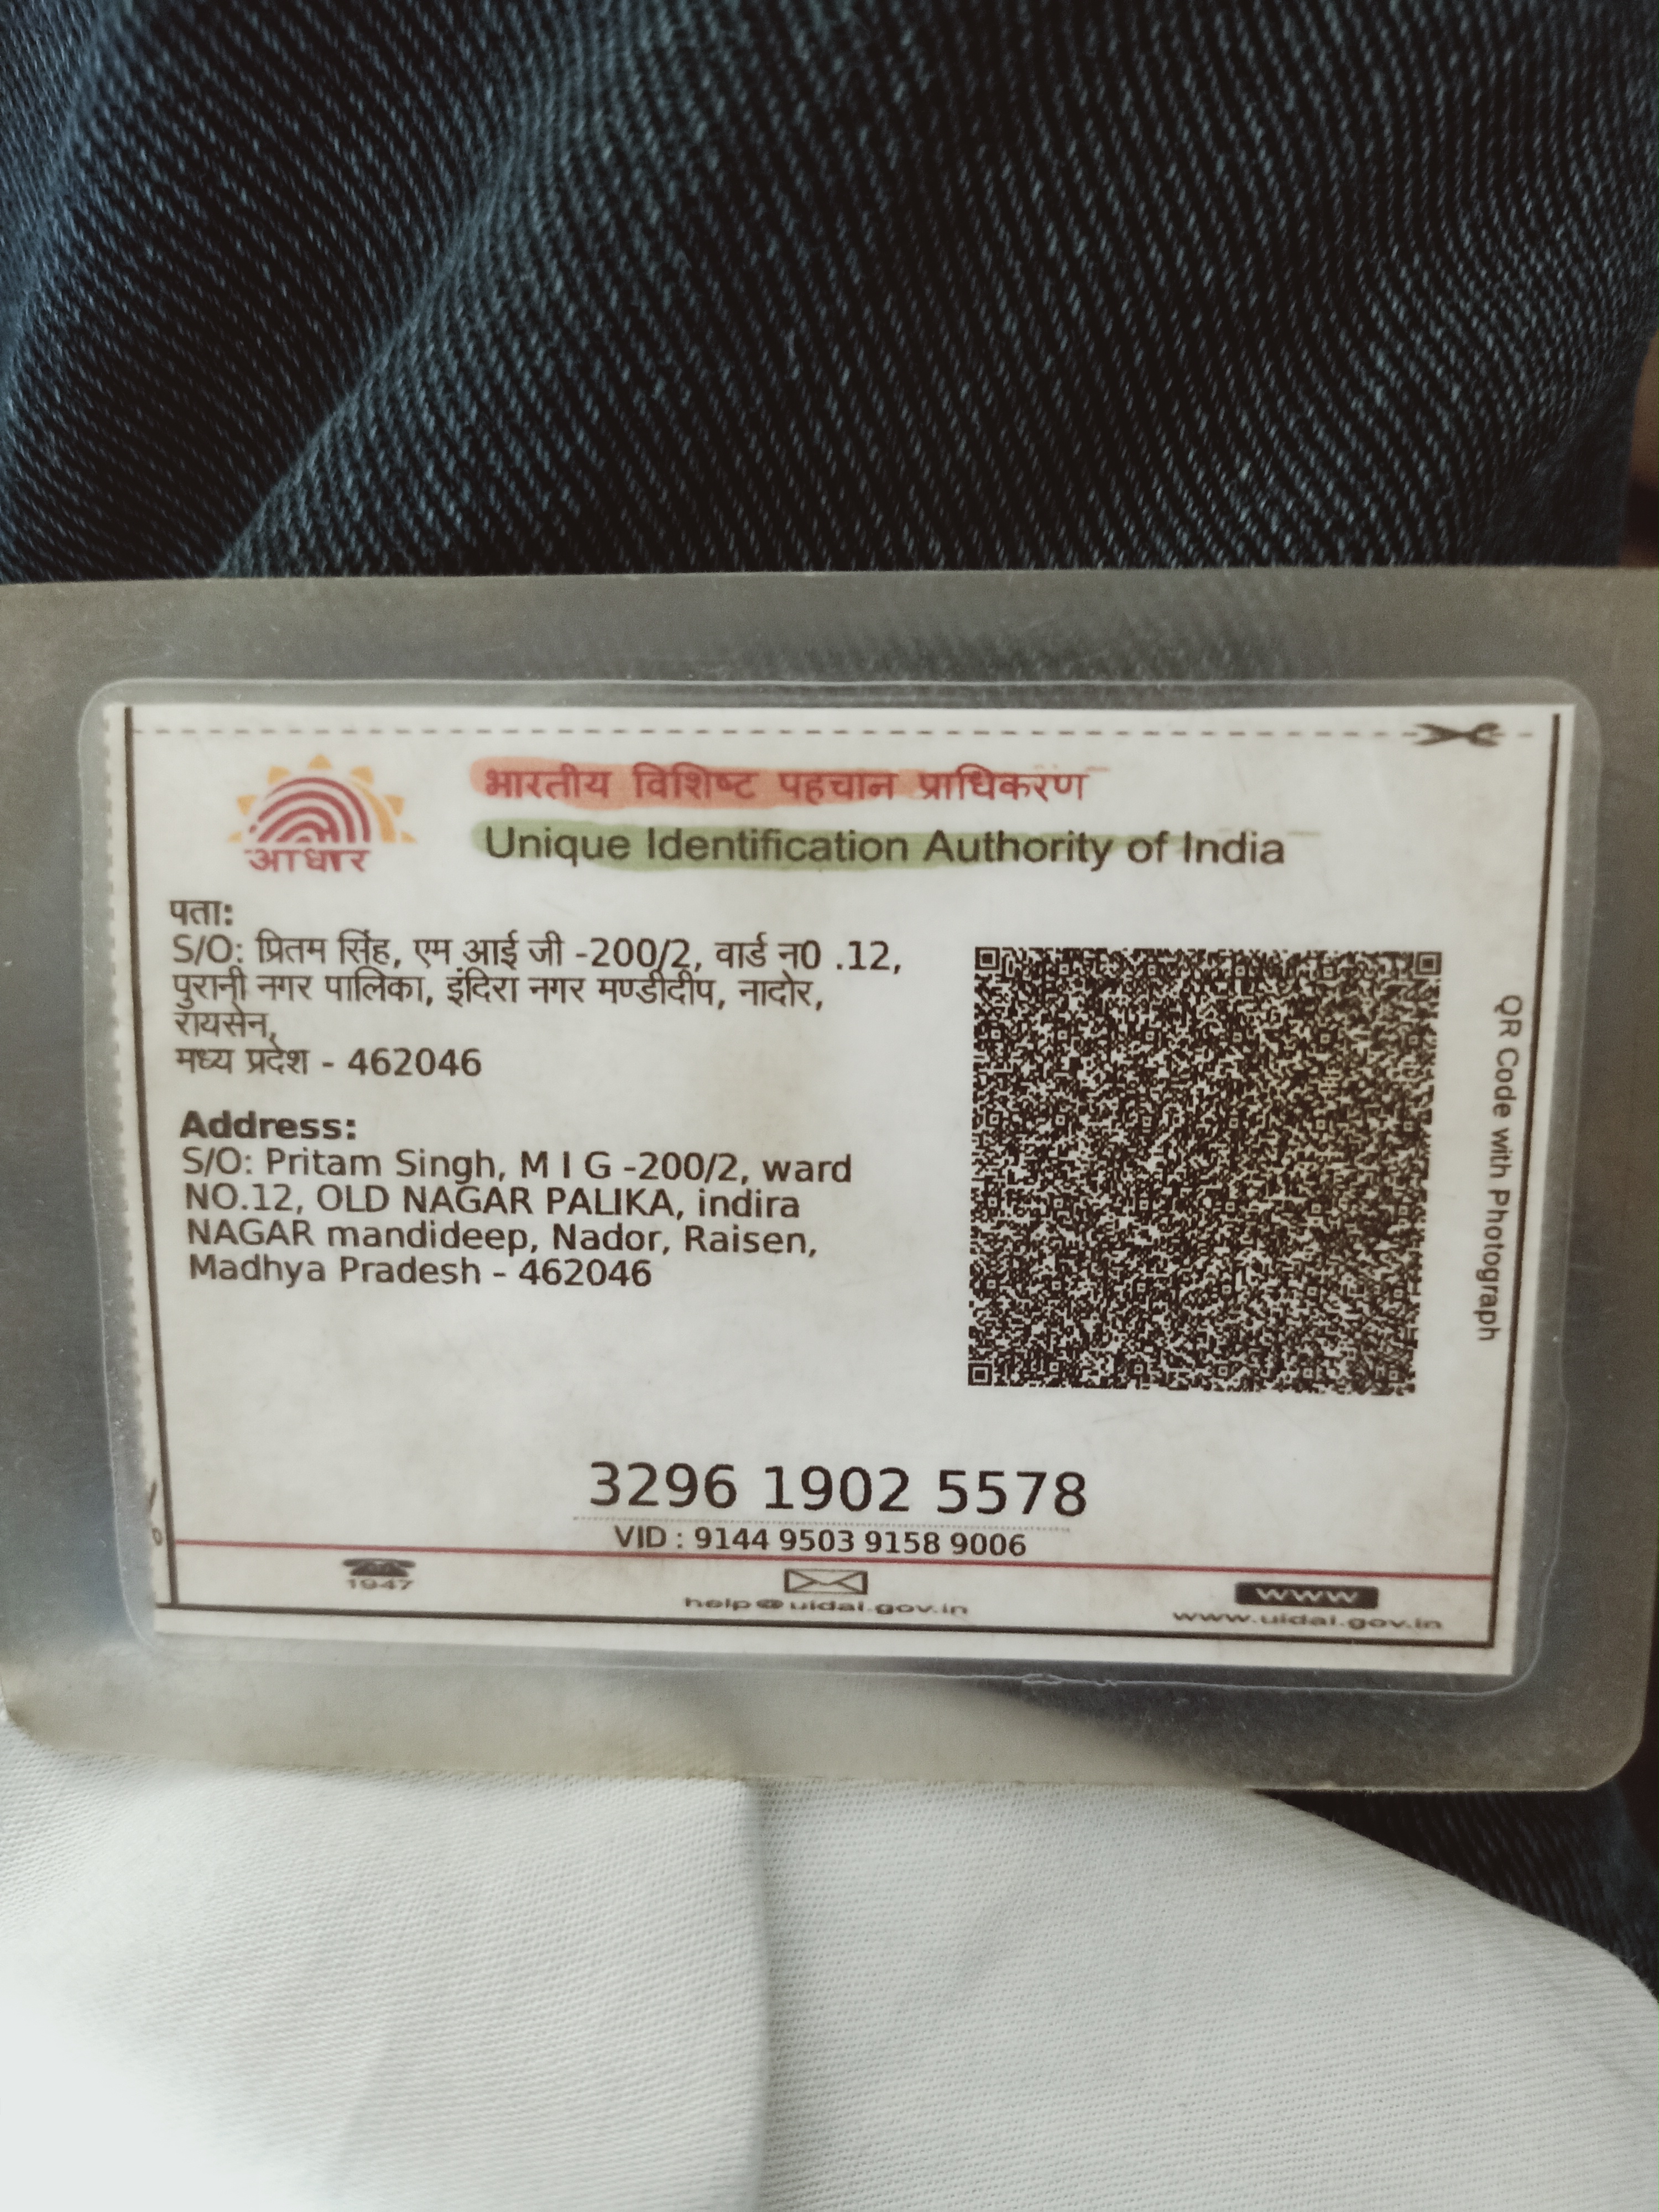 भारतीय विशिष्ट पहचान प्राधिकरण
Unique Identification Authority of India
आधार
पता:
S/O: प्रितम सिंह, एम आई जी -200/2, वार्ड न0 .12,
पुरानी नगर पालिका, इंदिरा नगर मण्डीदीप, नादोर,
रायसेन,
मध्य प्रदेश - 462046
Address:
S/O: Pritam Singh, M I G -200/2, ward
NO.12, OLD NAGAR PALIKA, indira
NAGAR mandideep, Nador, Raisen,
Madhya Pradesh - 462046
QR Code with Photograph
3296 1902 5578
VID : 9144 9503 9158 9006
1947
help@uidai.gov.in
www
www.uidai.gov.in